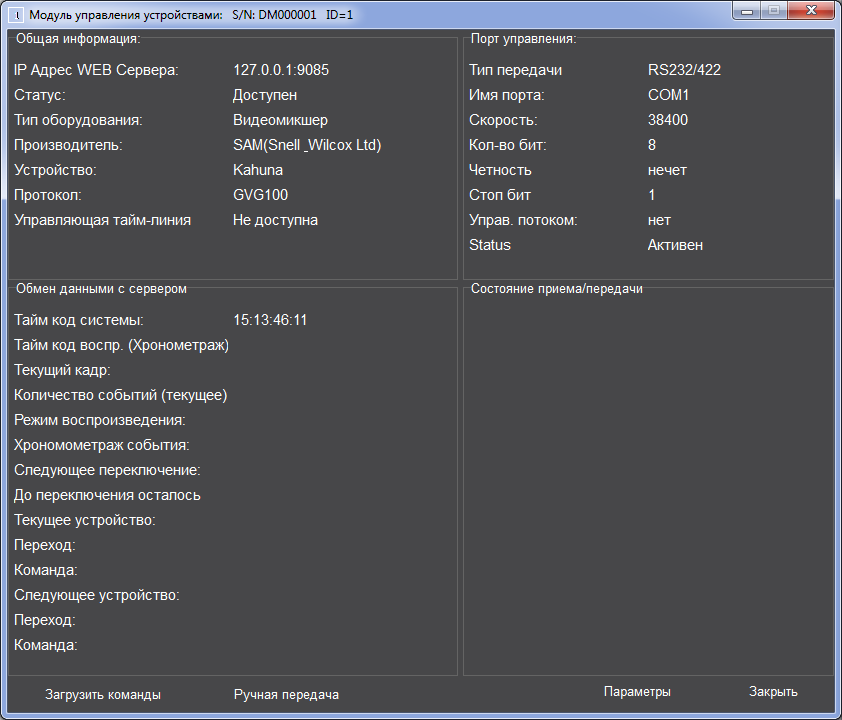 Модуль управления устройствами: S/N: DM000001 ID=1
Общая информация:
IP Адрес WEB Сервера: 127.0.0.1:9085
Статус: Доступен
Тип оборудования: Видеомикшер
Производитель: SAM(Snell _Wilcox Ltd)
Устройство: Kahuna
Протокол: GVG100
Управляющая тайм-линия Не доступна
Порт управления:
Тип передачи RS232/422
Имя порта: COM1
Скорость: 38400
Кол-во бит: 8
Четность нечет
Стоп бит 1
Управ. потоком: нет
Status Активен
Обмен данными с сервером
Тайм код системы: 15:13:46:11
Тайм код воспр. (Хронометраж)
Текущий кадр:
Количество событий (текущее)
Режим воспроизведения:
Хрономометраж события:
Следующее переключение:
До переключения осталось
Текущее устройство:
Переход:
Команда:
Следующее устройство:
Переход:
Команда:
Состояние приема/передачи
Загрузить команды Ручная передача Параметры Закрыть